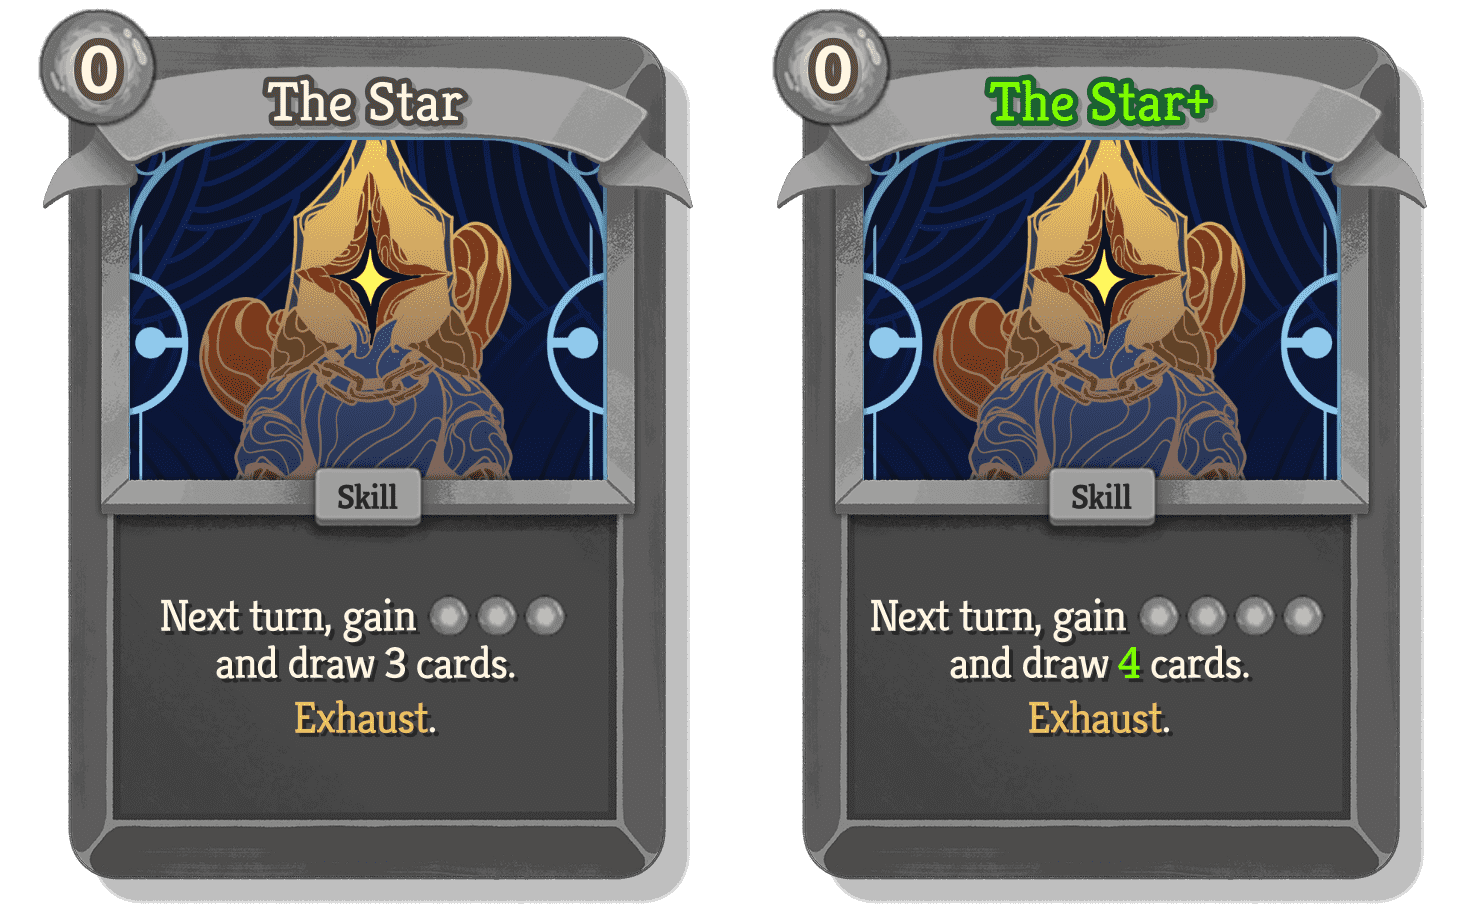 0
The Star
Skill
Next turn, gain
and draw 3 cards.
Exhaust.
0
The Star+
Skill
Next turn, gain
and draw 4 cards.
Exhaust.